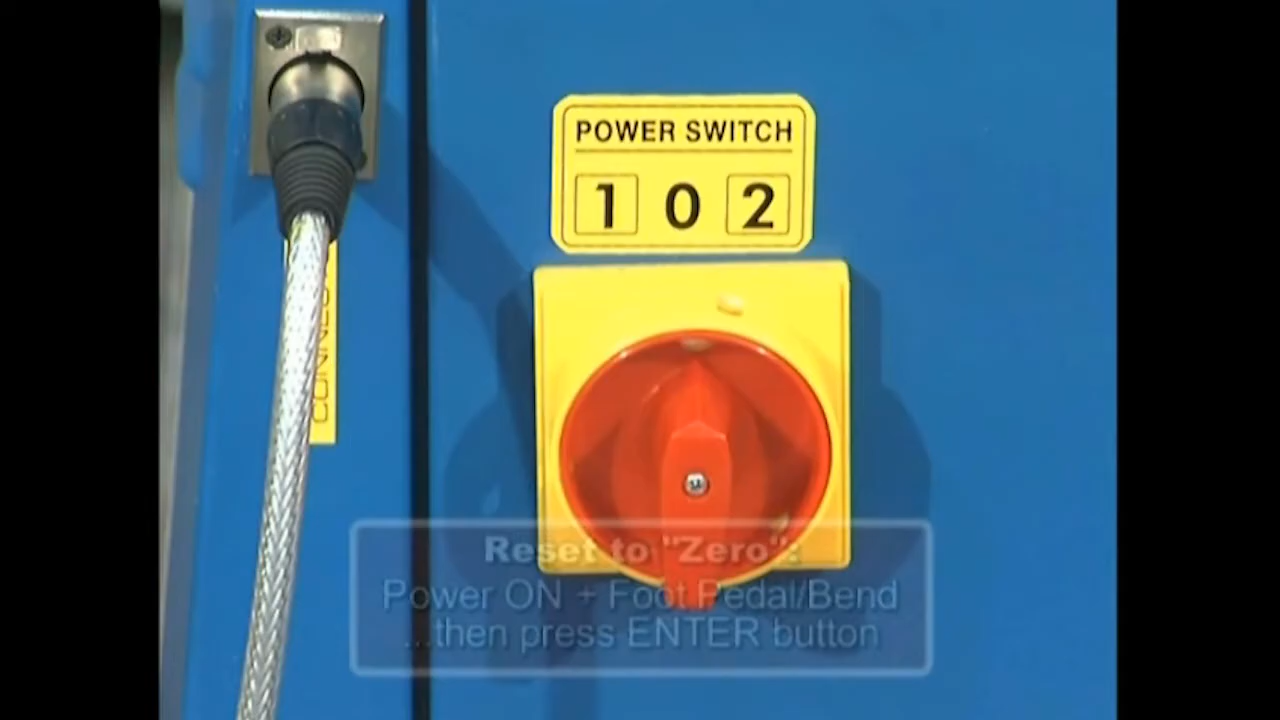 POWER SWITCH
1 0 2
Reset to "Zero":
Power ON + Foot Pedal/Bend
...then press ENTER button